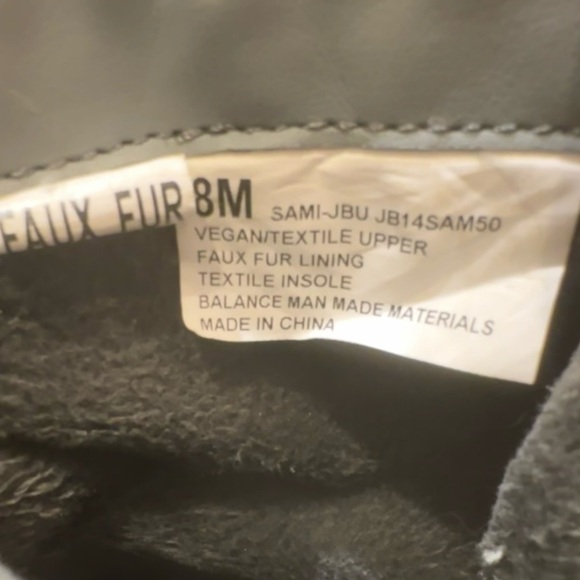 FAUX FUR
8M SAMI-JBU JB14SAM50
VEGAN/TEXTILE UPPER
FAUX FUR LINING
TEXTILE INSOLE
BALANCE MAN MADE MATERIALS
MADE IN CHINA